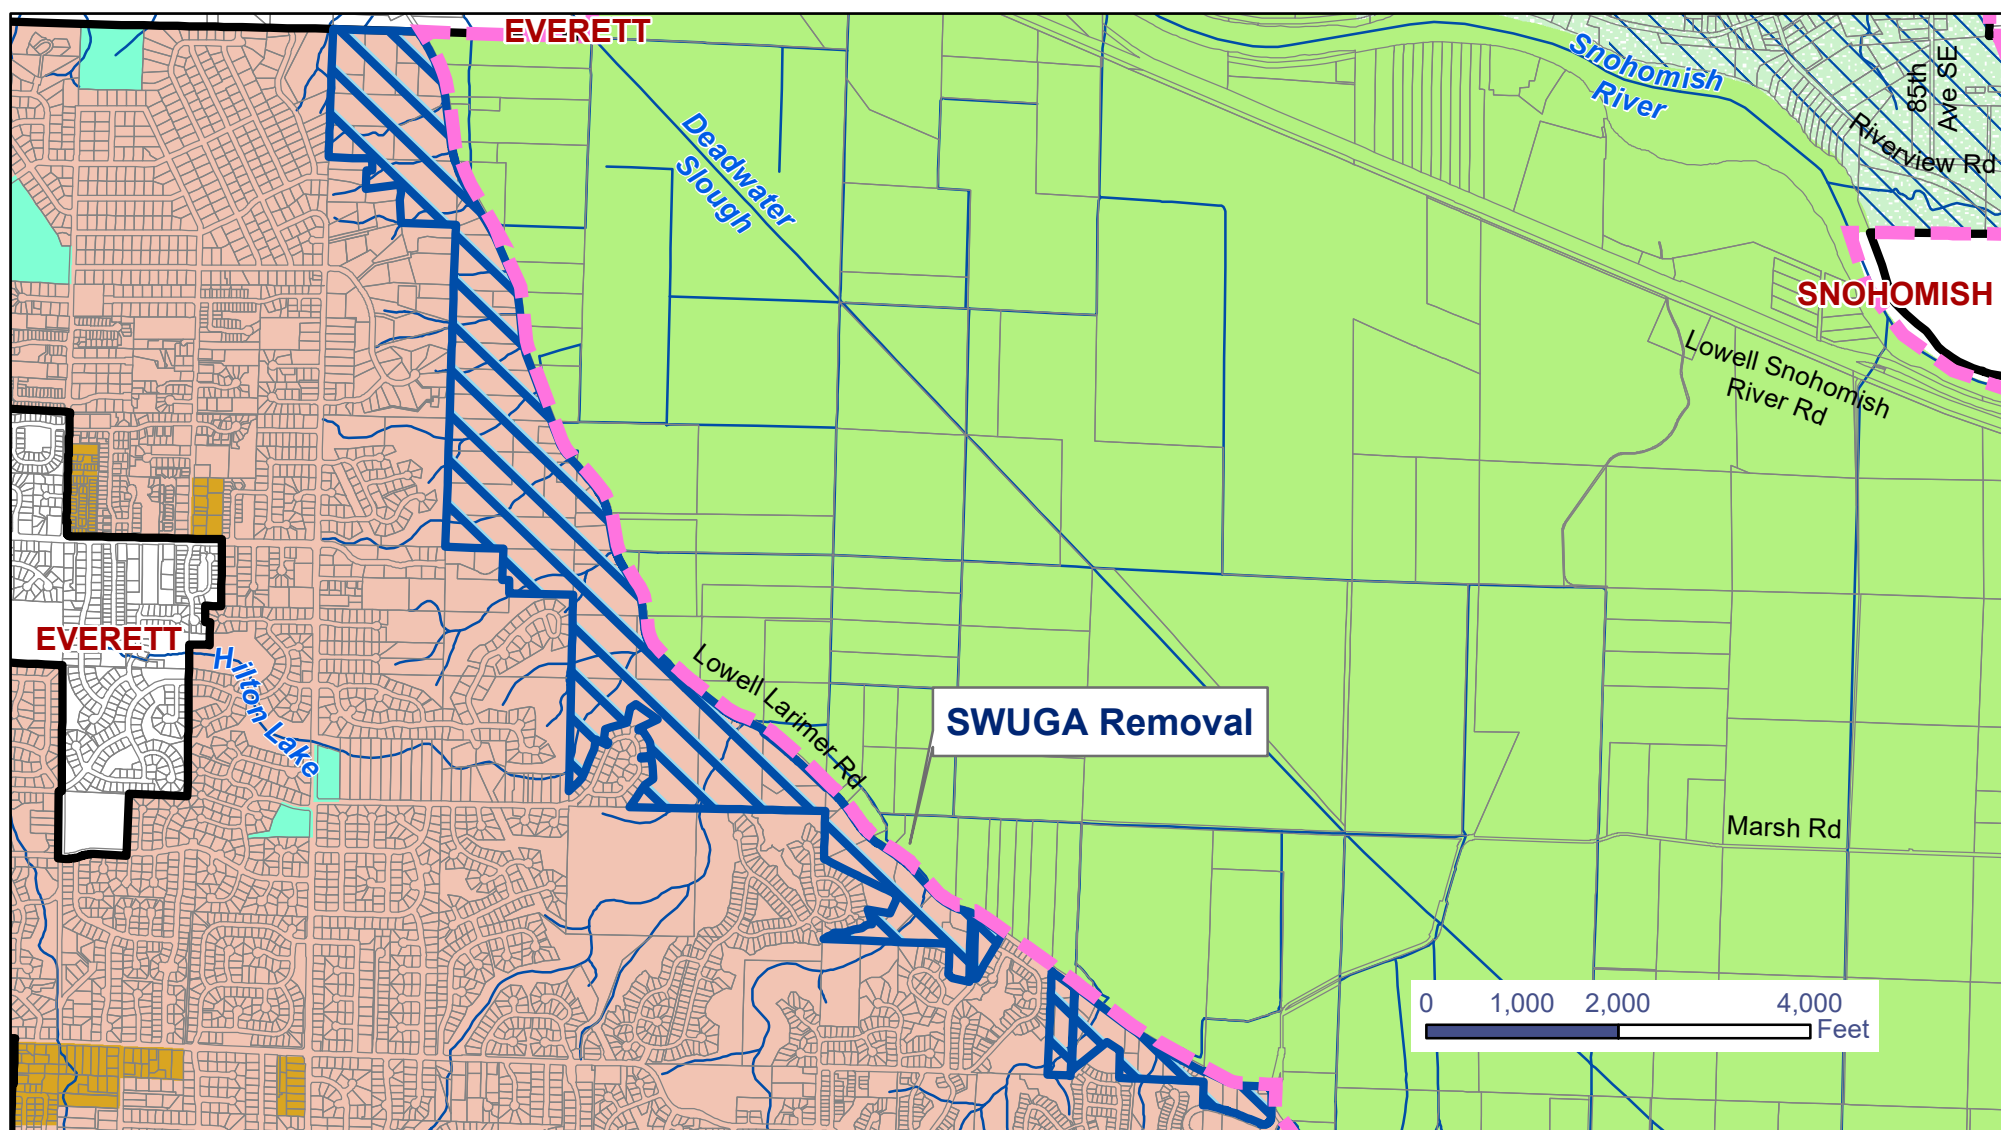 EVERETT
Snohomish
River
85th
Ave SE
Riverview Rd
Deadwater
Slough
SNOHOMISH
Lowell Snohomish
River Rd
EVERETT
Hilton Lake
Lowell Larimer Rd
SWUGA Removal
Marsh Rd
0 1,000 2,000 4,000
Feet